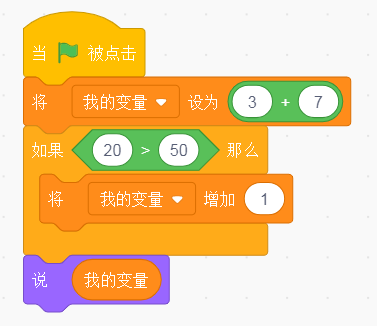 当 被点击
将 我的变量 设为 3 + 7
如果 20 > 50 那么
将 我的变量 增加 1
说 我的变量